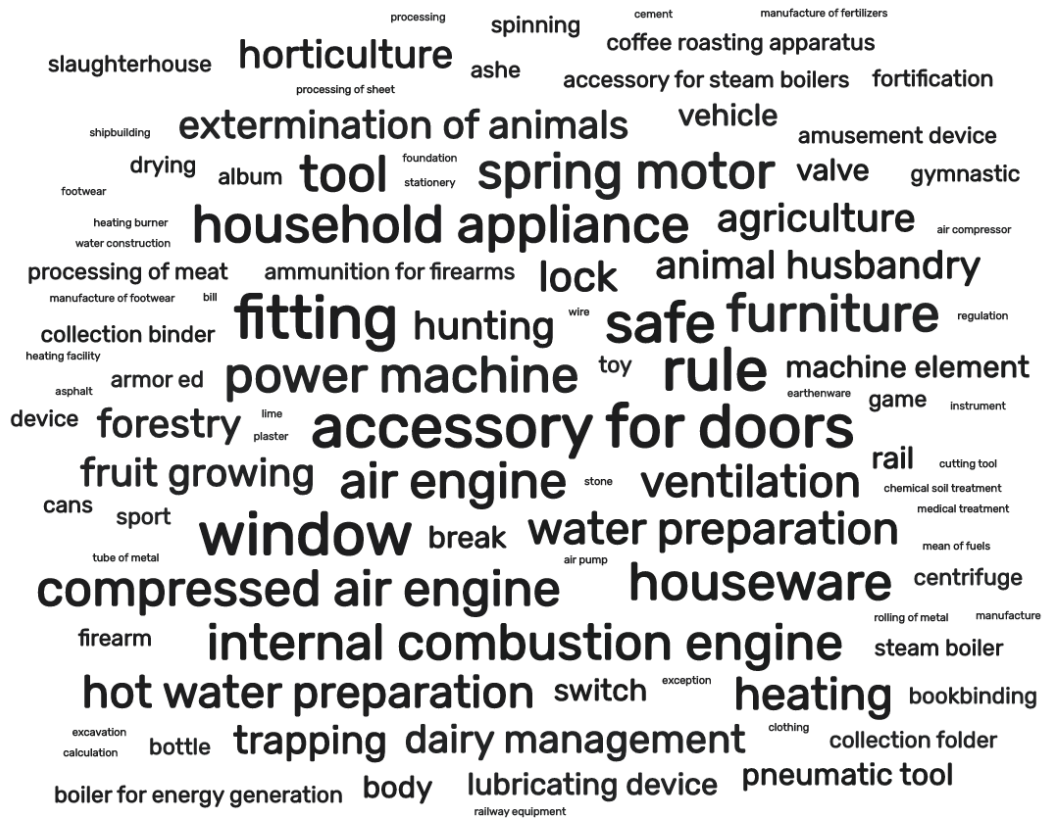 processing spinning cement manufacture of fertilizers
slaughterhouse horticulture ashe coffee roasting apparatus
processing of sheet accessory for steam boilers fortification
shipbuilding extermination of animals vehicle amusement device
drying album tool foundation spring motor valve gymnastic
footwear stationery
heating burner household appliance agriculture air compressor
water construction
processing of meat ammunition for firearms lock animal husbandry
manufacture of footwear bill fitting hunting wire safe furniture regulation
collection binder
heating facility armor ed power machine toy rule machine element
asphalt earthenware
device forestry lime accessory for doors game instrument
plaster
fruit growing air engine stone ventilation rail cutting tool
cans chemical soil treatment
sport window break water preparation medical treatment
tube of metal air pump mean of fuels
compressed air engine houseware centrifuge
rolling of metal manufacture
firearm internal combustion engine steam boiler
hot water preparation switch exception heating bookbinding
excavation clothing
calculation bottle trapping dairy management collection folder
boiler for energy generation body lubricating device pneumatic tool
railway equipment